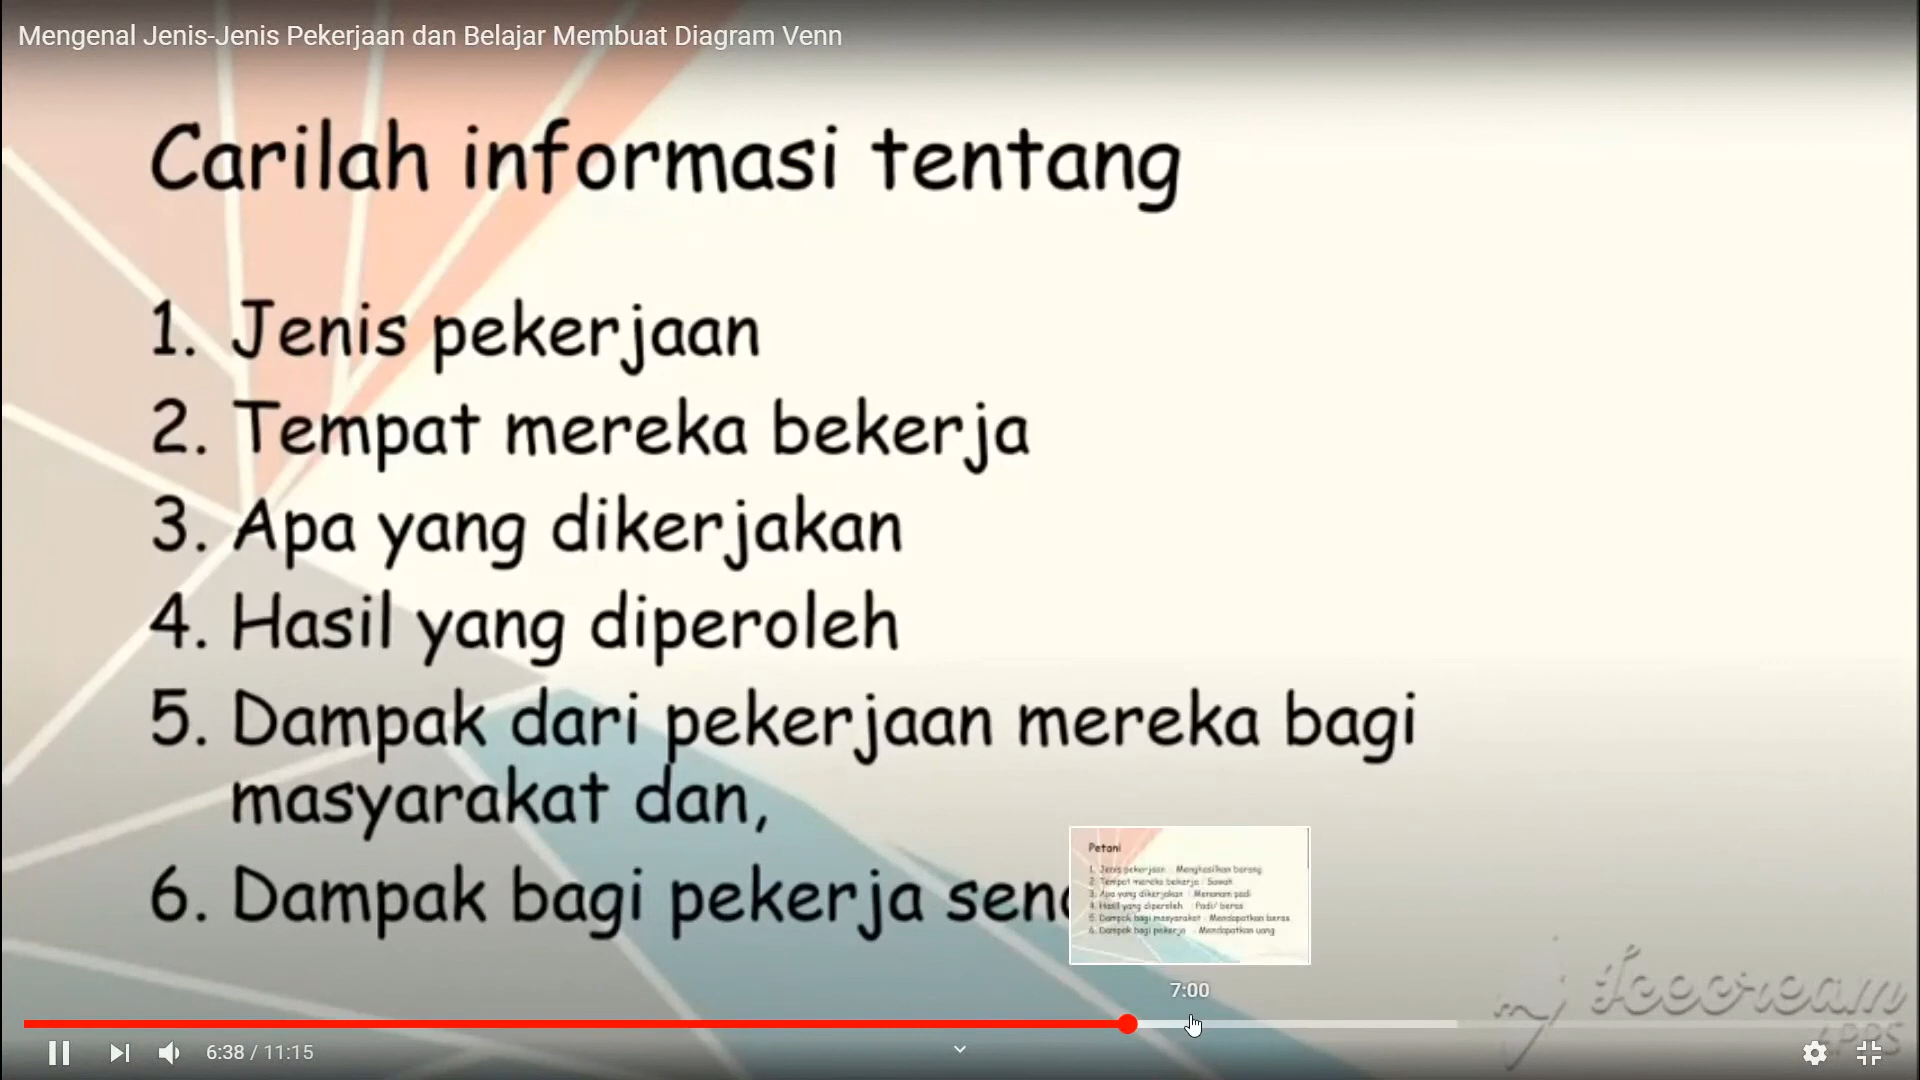 Mengenal Jenis-Jenis Pekerjaan dan Belajar Membuat Diagram Venn
Carilah informasi tentang
1. Jenis pekerjaan
2. Tempat mereka bekerja
3. Apa yang dikerjakan
4. Hasil yang diperoleh
5. Dampak dari pekerjaan mereka bagi
masyarakat dan,
6. Dampak bagi pekerja send
Petani
1. Jenis pekerjaan : Menghasilkan barang
2. Tempat mereka bekerja : Sawah
3. Apa yang dikerjakan : Menanam padi
4. Hasil yang diperoleh : Padi/ beras
5. Dampak bagi masyarakat : Mendapatkan beras
6. Dampak bagi pekerja : Mendapatkan uang
7:00
Icecream
APPS
6:38 / 11:15